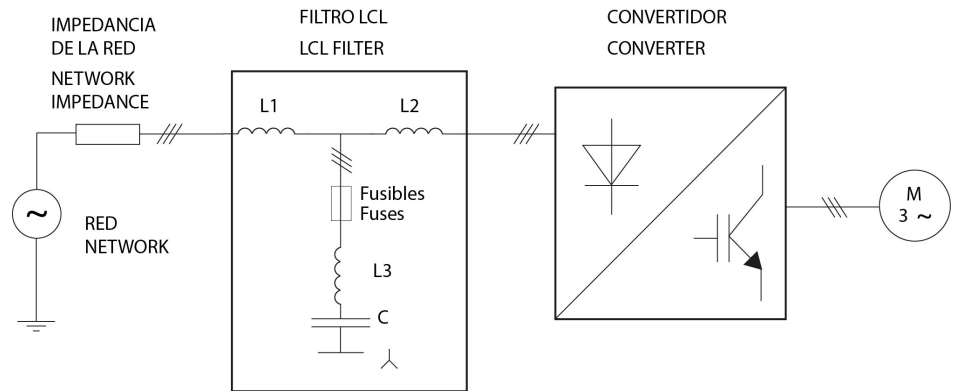 IMPEDANCIA
DE LA RED
NETWORK
IMPEDANCE
FILTRO LCL
LCL FILTER
CONVERTIDOR
CONVERTER
L1
L2
Fusibles
Fuses
L3
C
RED
NETWORK
M
3 ~
~